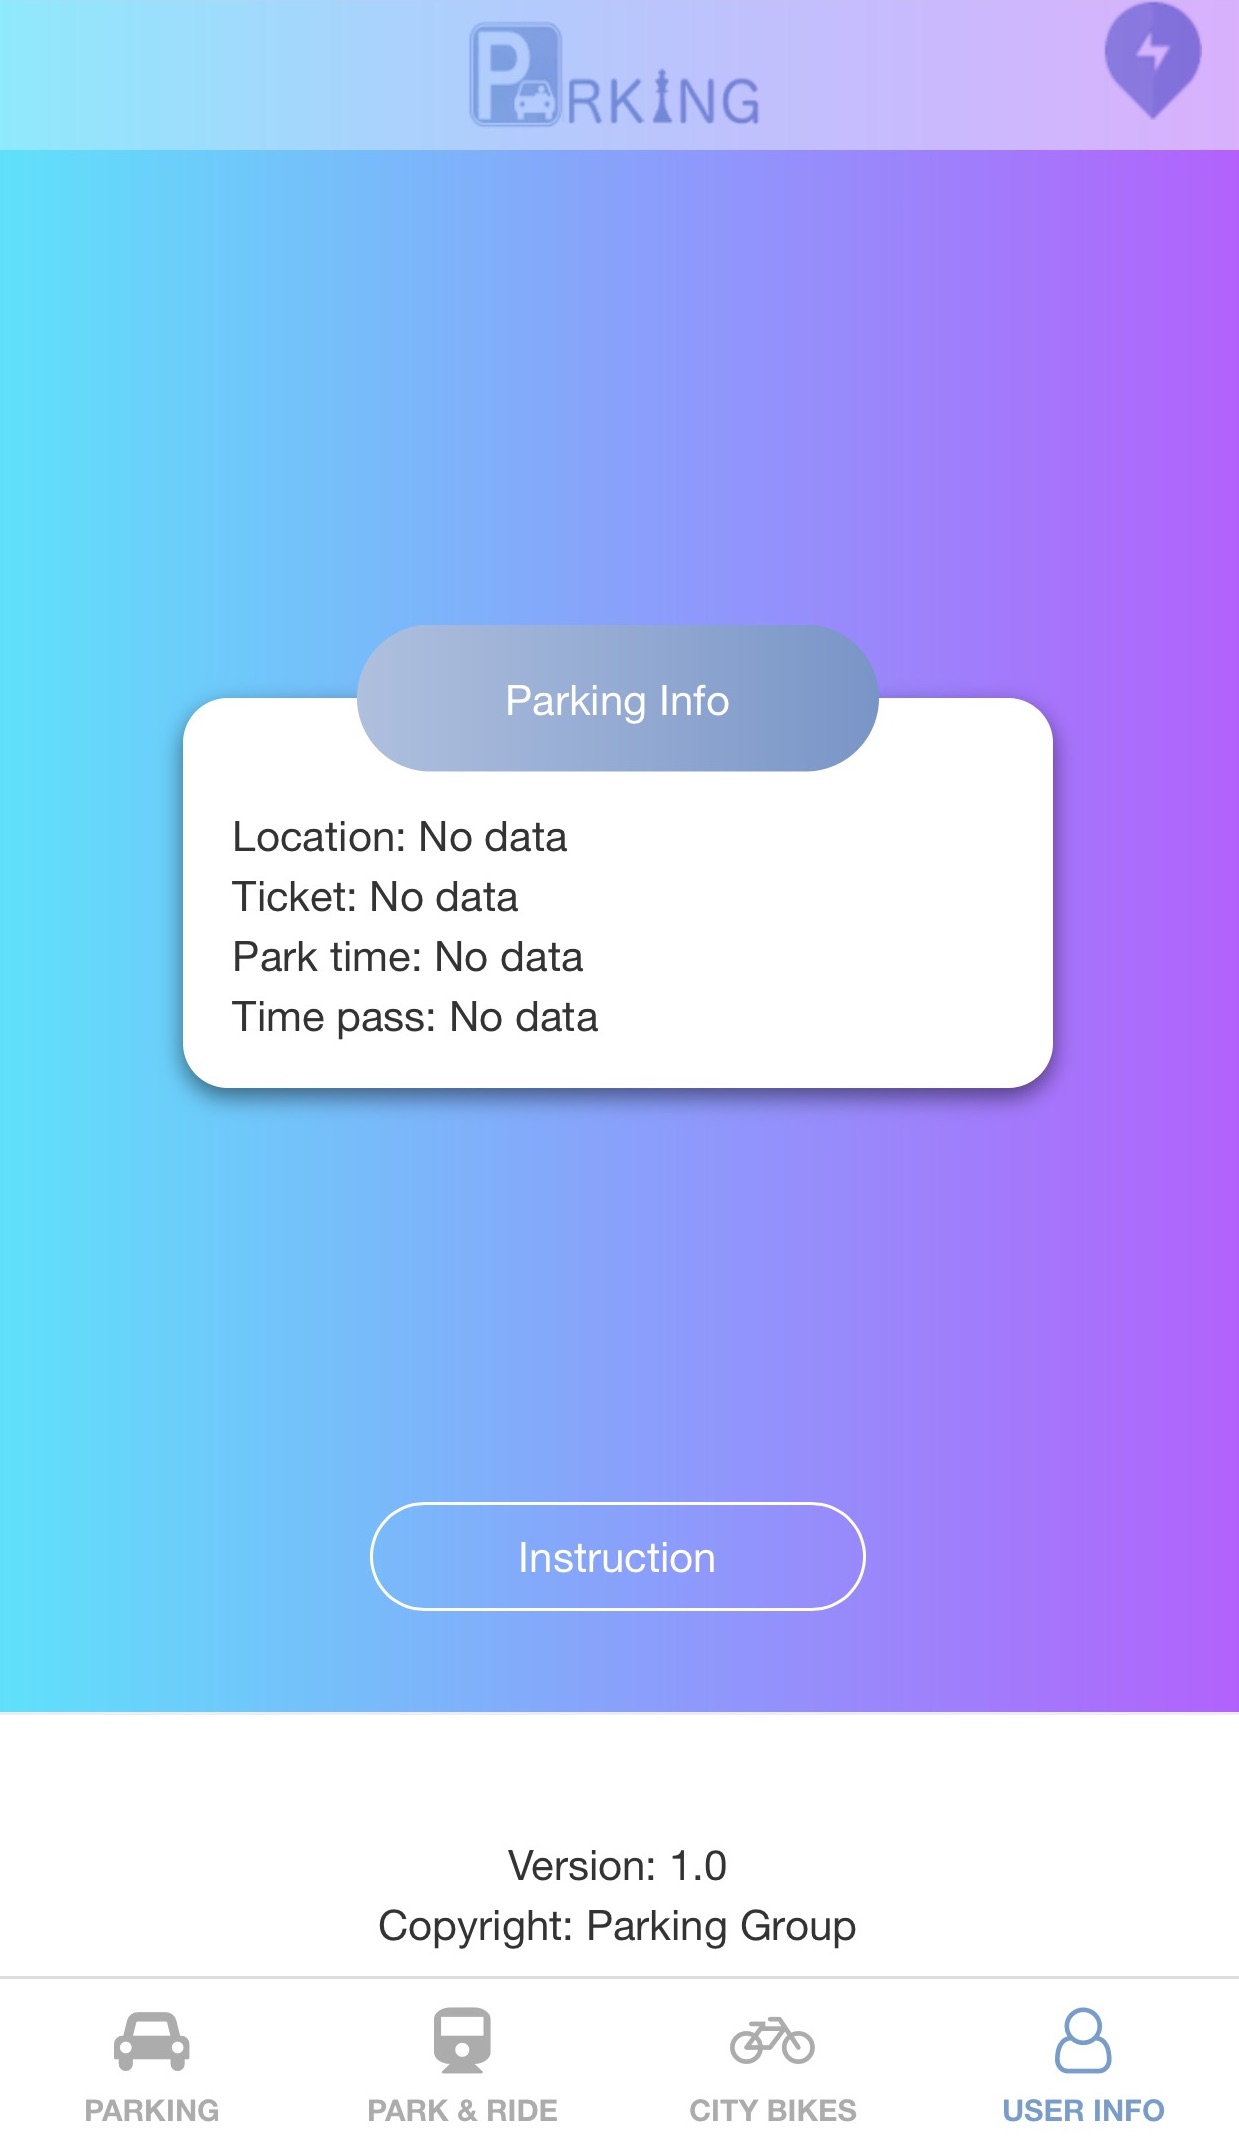 PARKING
Parking Info
Location: No data
Ticket: No data
Park time: No data
Time pass: No data
Instruction
Version: 1.0
Copyright: Parking Group
PARKING
PARK & RIDE
CITY BIKES
USER INFO